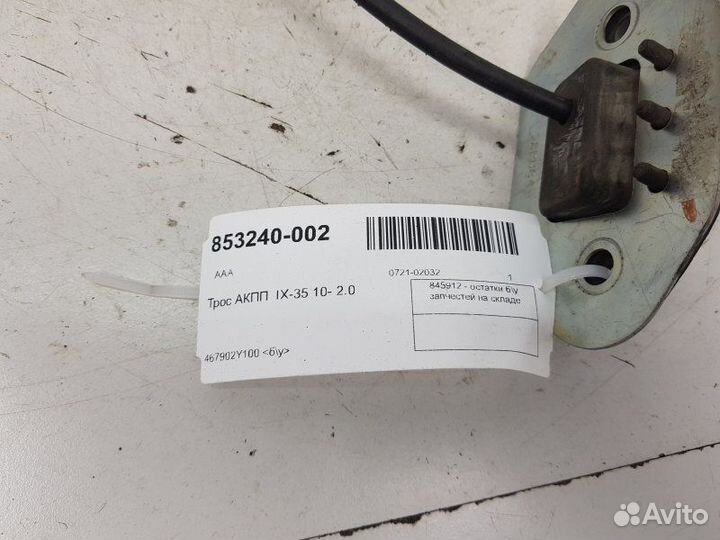 853240-002
AAA
0721-02032 1
Трос АКПП IX-35 10- 2.0
845912 - остатки б\у
запчестей на складе
467902Y100 <б\у>
Avito